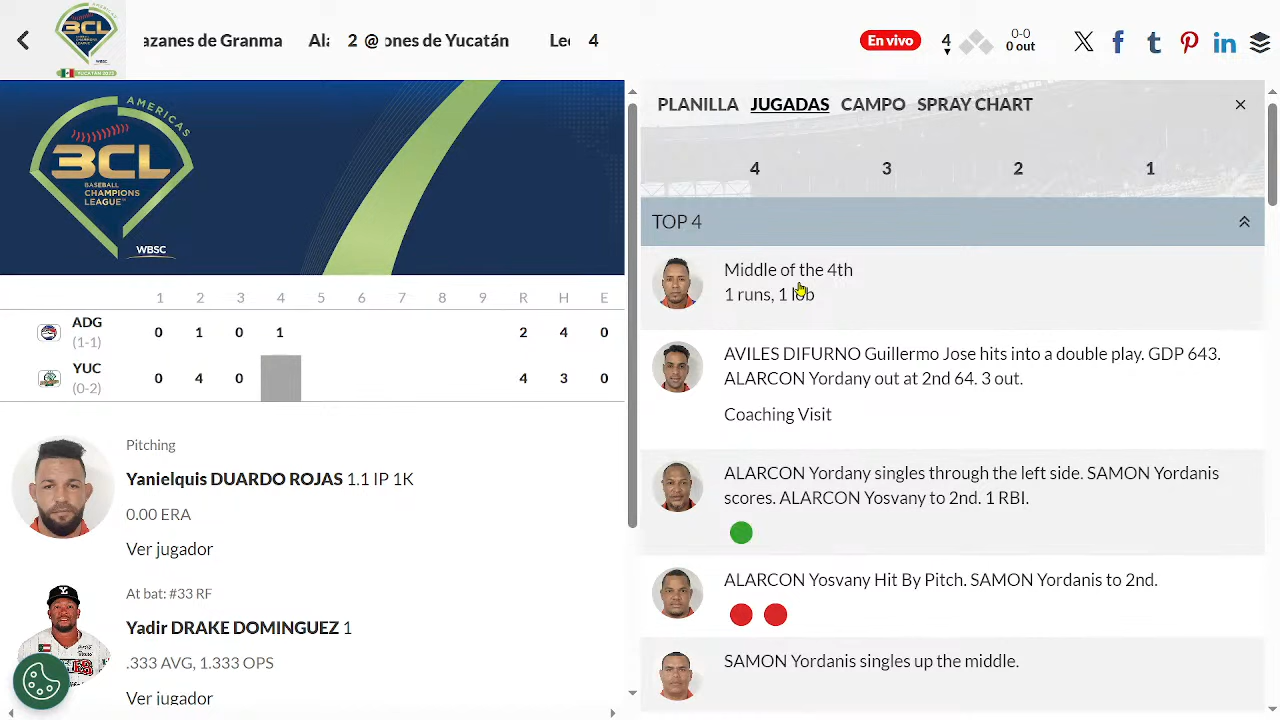 3CL
WBSC
YUCATÁN 2023
azanes de Granma Ala 2 @ ones de Yucatán Leo 4
En vivo
4
0-0
0 out
AMERICAS
3CL
BASEBALL
CHAMPIONS
LEAGUE
WBSC
1 2 3 4 5 6 7 8 9 R H E
ADG 0 1 0 1 2 4 0
(1-1)
YUC 0 4 0 4 3 0
(0-2)
Pitching
Yanielquis DUARDO ROJAS 1.1 IP 1K
0.00 ERA
Ver jugador
At bat: #33 RF
Yadir DRAKE DOMINGUEZ 1
.333 AVG, 1.333 OPS
Ver jugador
PLANILLA JUGADAS CAMPO SPRAY CHART
4 3 2 1
TOP 4
Middle of the 4th
1 runs, 1 lob
AVILES DIFURNO Guillermo Jose hits into a double play. GDP 643.
ALARCON Yordany out at 2nd 64. 3 out.
Coaching Visit
ALARCON Yordany singles through the left side. SAMON Yordanis
scores. ALARCON Yosvany to 2nd. 1 RBI.
ALARCON Yosvany Hit By Pitch. SAMON Yordanis to 2nd.
SAMON Yordanis singles up the middle.